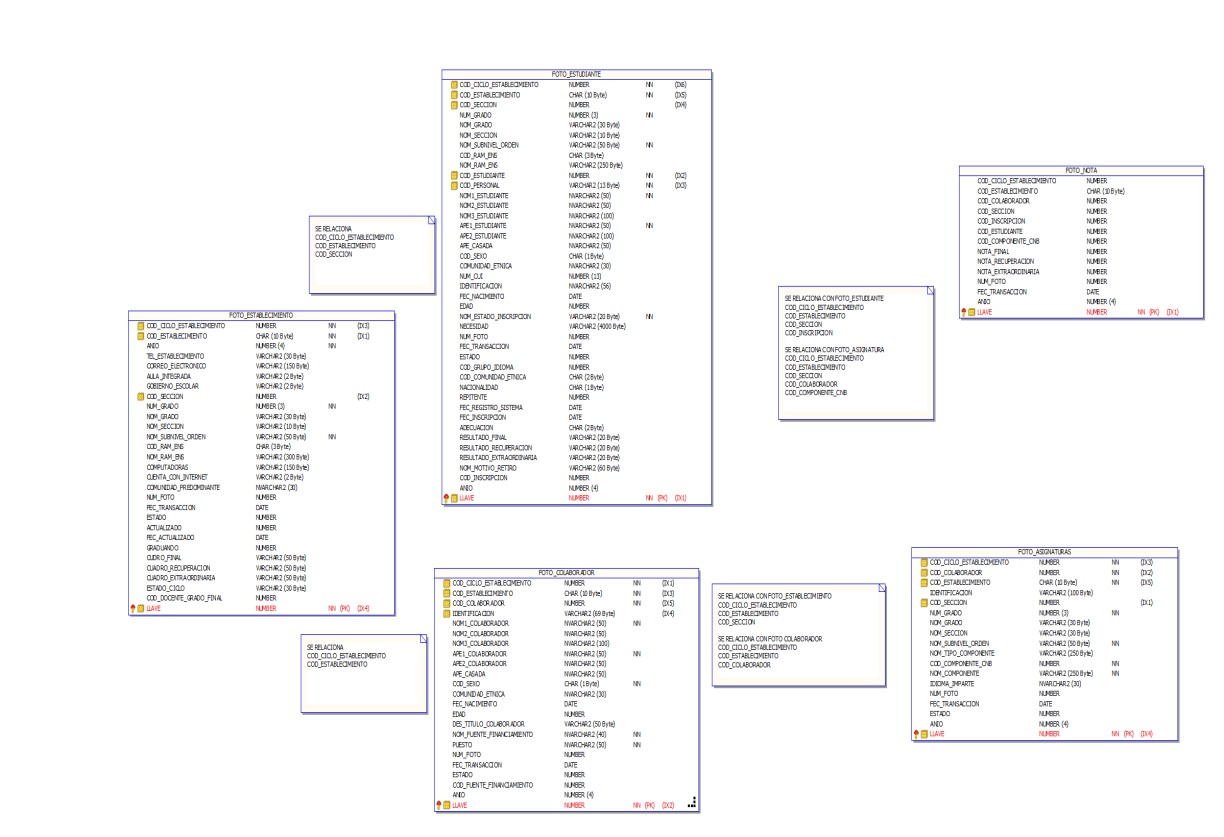 FOTO_ESTUDIANTE
COD_CICLO_ESTABLECIMIENTO NUMBER NN (IX6)
COD_ESTABLECIMIENTO CHAR (10 Byte) NN (IX5)
COD_SECCION NUMBER (IX4)
NUM_GRADO NUMBER (3) NN
NOM_GRADO VARCHAR2 (30 Byte)
NOM_SECCION VARCHAR2 (10 Byte)
NOM_SUBNIVEL_ORDEN VARCHAR2 (50 Byte) NN
COD_RAM_ENS CHAR (3 Byte)
NOM_RAM_ENS VARCHAR2 (250 Byte)
COD_ESTUDIANTE NUMBER NN (IX2)
COD_PERSONAL VARCHAR2 (13 Byte) NN (IX3)
NOM1_ESTUDIANTE NVARCHAR2 (50) NN
NOM2_ESTUDIANTE NVARCHAR2 (50)
NOM3_ESTUDIANTE NVARCHAR2 (100)
APE1_ESTUDIANTE NVARCHAR2 (50) NN
APE2_ESTUDIANTE NVARCHAR2 (100)
APE_CASADA NVARCHAR2 (50)
COD_SEXO CHAR (1 Byte)
COMUNIDAD_ETNICA NVARCHAR2 (30)
NUM_CUI NUMBER (13)
IDENTIFICACION NVARCHAR2 (56)
FEC_NACIMIENTO DATE
EDAD NUMBER
NOM_ESTADO_INSCRIPCION VARCHAR2 (20 Byte) NN
NECESIDAD VARCHAR2 (4000 Byte)
NUM_FOTO NUMBER
FEC_TRANSACCION DATE
ESTADO NUMBER
COD_GRUPO_IDIOMA NUMBER
COD_COMUNIDAD_ETNICA CHAR (2 Byte)
NACIONALIDAD CHAR (1 Byte)
REPITENTE NUMBER
FEC_REGISTRO_SISTEMA DATE
FEC_INSCRIPCION DATE
ADECUACION CHAR (2 Byte)
RESULTADO_FINAL VARCHAR2 (20 Byte)
RESULTADO_RECUPERACION VARCHAR2 (20 Byte)
RESULTADO_EXTRAORDINARIA VARCHAR2 (20 Byte)
NOM_MOTIVO_RETIRO VARCHAR2 (60 Byte)
COD_INSCRIPCION NUMBER
ANIO NUMBER (4)
LLAVE NUMBER NN (PK) (IX1)
FOTO_NOTA
COD_CICLO_ESTABLECIMIENTO NUMBER
COD_ESTABLECIMIENTO CHAR (10 Byte)
COD_COLABORADOR NUMBER
COD_SECCION NUMBER
COD_INSCRIPCION NUMBER
COD_ESTUDIANTE NUMBER
COD_COMPONENTE_CNB NUMBER
NOTA_FINAL NUMBER
NOTA_RECUPERACION NUMBER
NOTA_EXTRAORDINARIA NUMBER
NUM_FOTO NUMBER
FEC_TRANSACCION DATE
ANIO NUMBER (4)
LLAVE NUMBER NN (PK) (IX1)
SE RELACIONA
COD_CICLO_ESTABLECIMIENTO
COD_ESTABLECIMIENTO
COD_SECCION
SE RELACIONA CON FOTO_ESTUDIANTE
COD_CICLO_ESTABLECIMIENTO
COD_ESTABLECIMIENTO
COD_SECCION
COD_INSCRIPCION
SE RELACIONA CON FOTO_ASIGNATURA
COD_CICLO_ESTABLECIMIENTO
COD_ESTABLECIMIENTO
COD_SECCION
COD_COLABORADOR
COD_COMPONENTE_CNB
FOTO_ESTABLECIMIENTO
COD_CICLO_ESTABLECIMIENTO NUMBER NN (IX3)
COD_ESTABLECIMIENTO CHAR (10 Byte) NN (IX1)
ANIO NUMBER (4) NN
TEL_ESTABLECIMIENTO VARCHAR2 (30 Byte)
CORREO_ELECTRONICO VARCHAR2 (150 Byte)
AULA_INTEGRADA VARCHAR2 (2 Byte)
GOBIERNO_ESCOLAR VARCHAR2 (2 Byte)
COD_SECCION NUMBER (IX2)
NUM_GRADO NUMBER (3) NN
NOM_GRADO VARCHAR2 (30 Byte)
NOM_SECCION VARCHAR2 (10 Byte)
NOM_SUBNIVEL_ORDEN VARCHAR2 (50 Byte) NN
COD_RAM_ENS CHAR (3 Byte)
NOM_RAM_ENS VARCHAR2 (300 Byte)
COMPUTADORAS VARCHAR2 (150 Byte)
CUENTA_CON_INTERNET VARCHAR2 (2 Byte)
COMUNIDAD_PREDOMINANTE NVARCHAR2 (30)
NUM_FOTO NUMBER
FEC_TRANSACCION DATE
ESTADO NUMBER
ACTUALIZADO NUMBER
FEC_ACTUALIZADO DATE
GRADUANDO NUMBER
CUDRO_FINAL VARCHAR2 (50 Byte)
CUADRO_RECUPERACION VARCHAR2 (50 Byte)
CUADRO_EXTRAORDINARIA VARCHAR2 (50 Byte)
ESTADO_CICLO VARCHAR2 (30 Byte)
COD_DOCENTE_GRADO_FINAL NUMBER
LLAVE NUMBER NN (PK) (IX4)
SE RELACIONA
COD_CICLO_ESTABLECIMIENTO
COD_ESTABLECIMIENTO
FOTO_COLABORADOR
COD_CICLO_ESTABLECIMIENTO NUMBER NN (IX1)
COD_ESTABLECIMIENTO CHAR (10 Byte) NN (IX3)
COD_COLABORADOR NUMBER NN (IX5)
IDENTIFICACION VARCHAR2 (69 Byte) (IX4)
NOM1_COLABORADOR NVARCHAR2 (50) NN
NOM2_COLABORADOR NVARCHAR2 (50)
NOM3_COLABORADOR NVARCHAR2 (100)
APE1_COLABORADOR NVARCHAR2 (50) NN
APE2_COLABORADOR NVARCHAR2 (50)
APE_CASADA NVARCHAR2 (50)
COD_SEXO CHAR (1 Byte) NN
COMUNIDAD_ETNICA NVARCHAR2 (30)
FEC_NACIMIENTO DATE
EDAD NUMBER
DES_TITULO_COLABORADOR VARCHAR2 (50 Byte)
NOM_FUENTE_FINANCIAMIENTO NVARCHAR2 (40) NN
PUESTO NVARCHAR2 (50) NN
NUM_FOTO NUMBER
FEC_TRANSACCION DATE
ESTADO NUMBER
COD_FUENTE_FINANCIAMIENTO NUMBER
ANIO NUMBER (4)
LLAVE NUMBER NN (PK) (IX2)
SE RELACIONA CON FOTO_ESTABLECIMIENTO
COD_CICLO_ESTABLECIMIENTO
COD_ESTABLECIMIENTO
COD_SECCION
SE RELACIONA CON FOTO COLABORADOR
COD_CICLO_ESTABLECIMIENTO
COD_ESTABLECIMIENTO
COD_COLABORADOR
FOTO_ASIGNATURAS
COD_CICLO_ESTABLECIMIENTO NUMBER NN (IX3)
COD_COLABORADOR NUMBER NN (IX2)
COD_ESTABLECIMIENTO CHAR (10 Byte) NN (IX5)
IDENTIFICACION VARCHAR2 (100 Byte)
COD_SECCION NUMBER (IX1)
NUM_GRADO NUMBER (3) NN
NOM_GRADO VARCHAR2 (30 Byte)
NOM_SECCION VARCHAR2 (30 Byte)
NOM_SUBNIVEL_ORDEN VARCHAR2 (50 Byte) NN
NOM_TIPO_COMPONENTE VARCHAR2 (250 Byte)
COD_COMPONENTE_CNB NUMBER NN
NOM_COMPONENTE VARCHAR2 (250 Byte) NN
IDIOMA_IMPARTE NVARCHAR2 (30)
NUM_FOTO NUMBER
FEC_TRANSACCION DATE
ESTADO NUMBER
ANIO NUMBER (4)
LLAVE NUMBER NN (PK) (IX4)